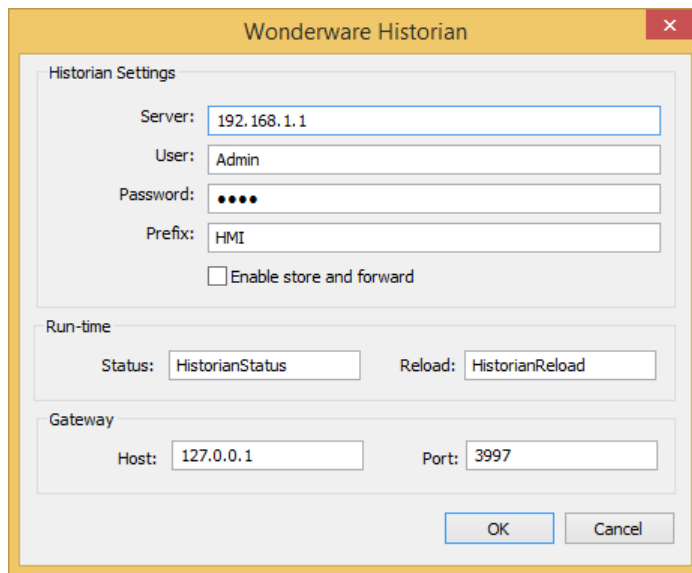 Wonderware Historian
Historian Settings
Server: 192.168.1.1
User: Admin
Password: ●●●●
Prefix: HMI
Enable store and forward
Run-time
Status: HistorianStatus Reload: HistorianReload
Gateway
Host: 127.0.0.1 Port: 3997
OK Cancel